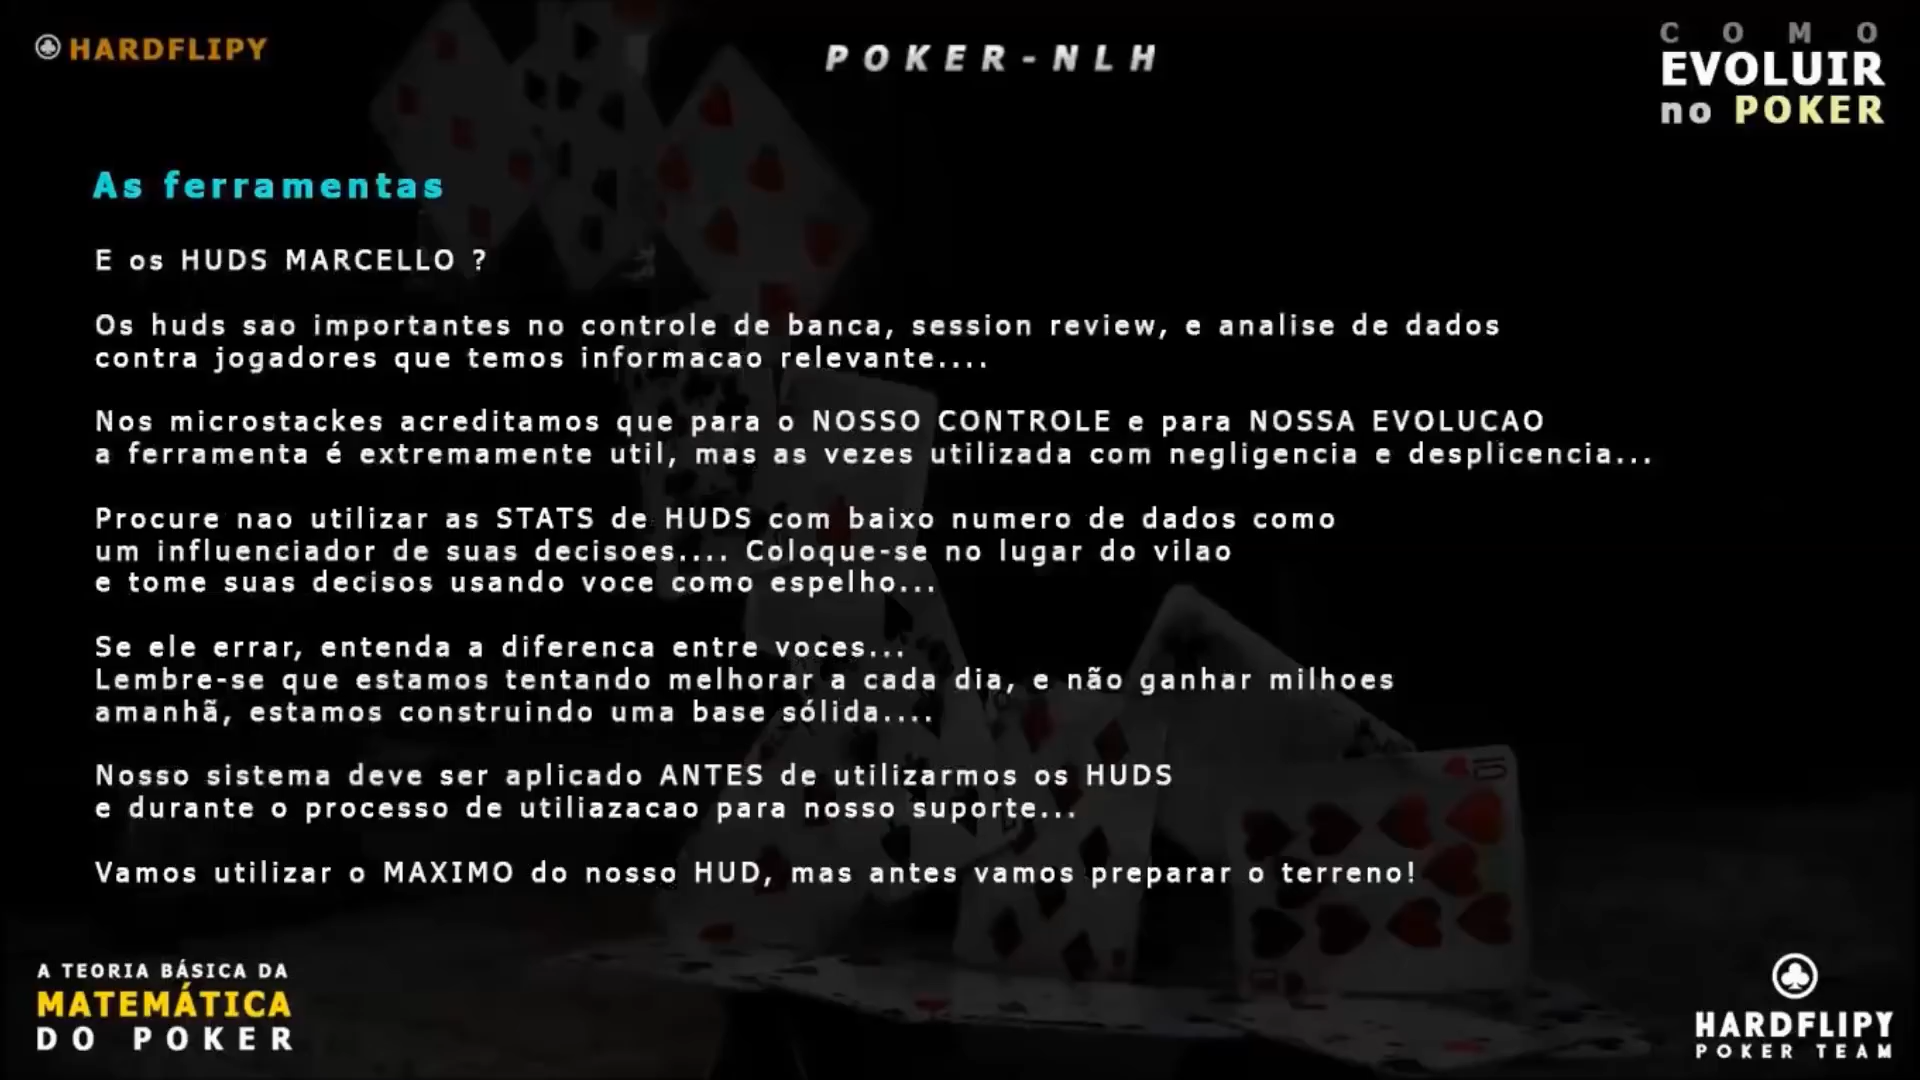 HARDFLIPY
POKER-NLH
COMO
EVOLUIR
no POKER
As ferramentas
E os HUDS MARCELLO ?
Os huds sao importantes no controle de banca, session review, e analise de dados
contra jogadores que temos informacao relevante....
Nos microstackes acreditamos que para o NOSSO CONTROLE e para NOSSA EVOLUCAO
a ferramenta é extremamente util, mas as vezes utilizada com negligencia e desplicencia...
Procure nao utilizar as STATS de HUDS com baixo numero de dados como
um influenciador de suas decisoes.... Coloque-se no lugar do vilao
e tome suas decisos usando voce como espelho...
Se ele errar, entenda a diferenca entre voces...
Lembre-se que estamos tentando melhorar a cada dia, e não ganhar milhoes
amanhã, estamos construindo uma base sólida....
Nosso sistema deve ser aplicado ANTES de utilizarmos os HUDS
e durante o processo de utiliazacao para nosso suporte...
Vamos utilizar o MAXIMO do nosso HUD, mas antes vamos preparar o terreno!
A TEORIA BÁSICA DA
MATEMÁTICA
DO POKER
HARDFLIPY
POKER TEAM